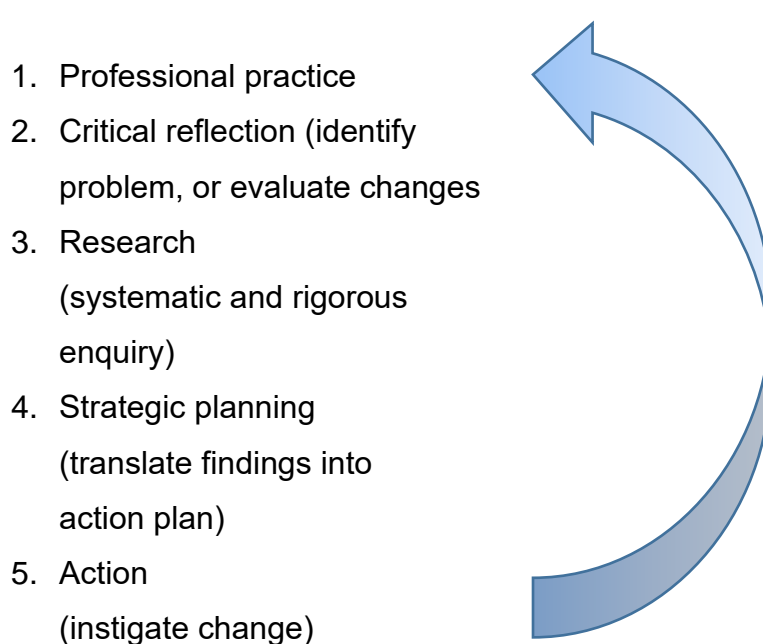 1. Professional practice
2. Critical reflection (identify
problem, or evaluate changes
3. Research
(systematic and rigorous
enquiry)
4. Strategic planning
(translate findings into
action plan)
5. Action
(instigate change)